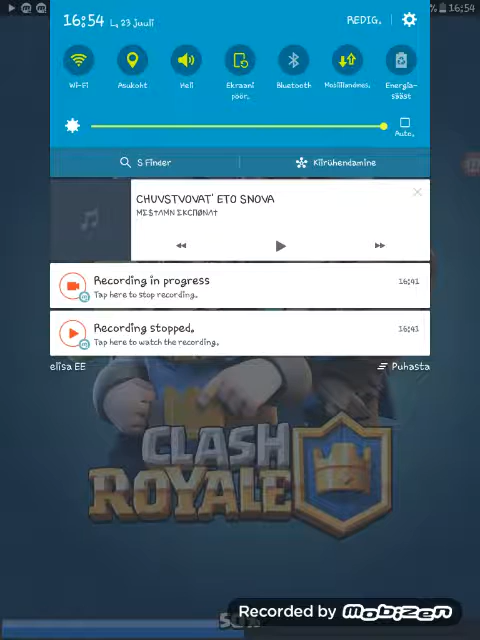 % 16:54
16:54 L, 23 juuli
REDIG.
Wi-Fi
Asukoht
Heli
Ekraani pöör.
Bluetooth
Mobiilandmes.
Energia-
sääst
Auto.
S Finder
Kiirühendamine
CHUVSTVOVAT' ETO SNOVA
Recording in progress
16:41
Tap here to stop recording.
Recording stopped.
16:41
Tap here to watch the recording.
elisa EE
Puhasta
CLASH
ROYALE
Recorded by mobizen